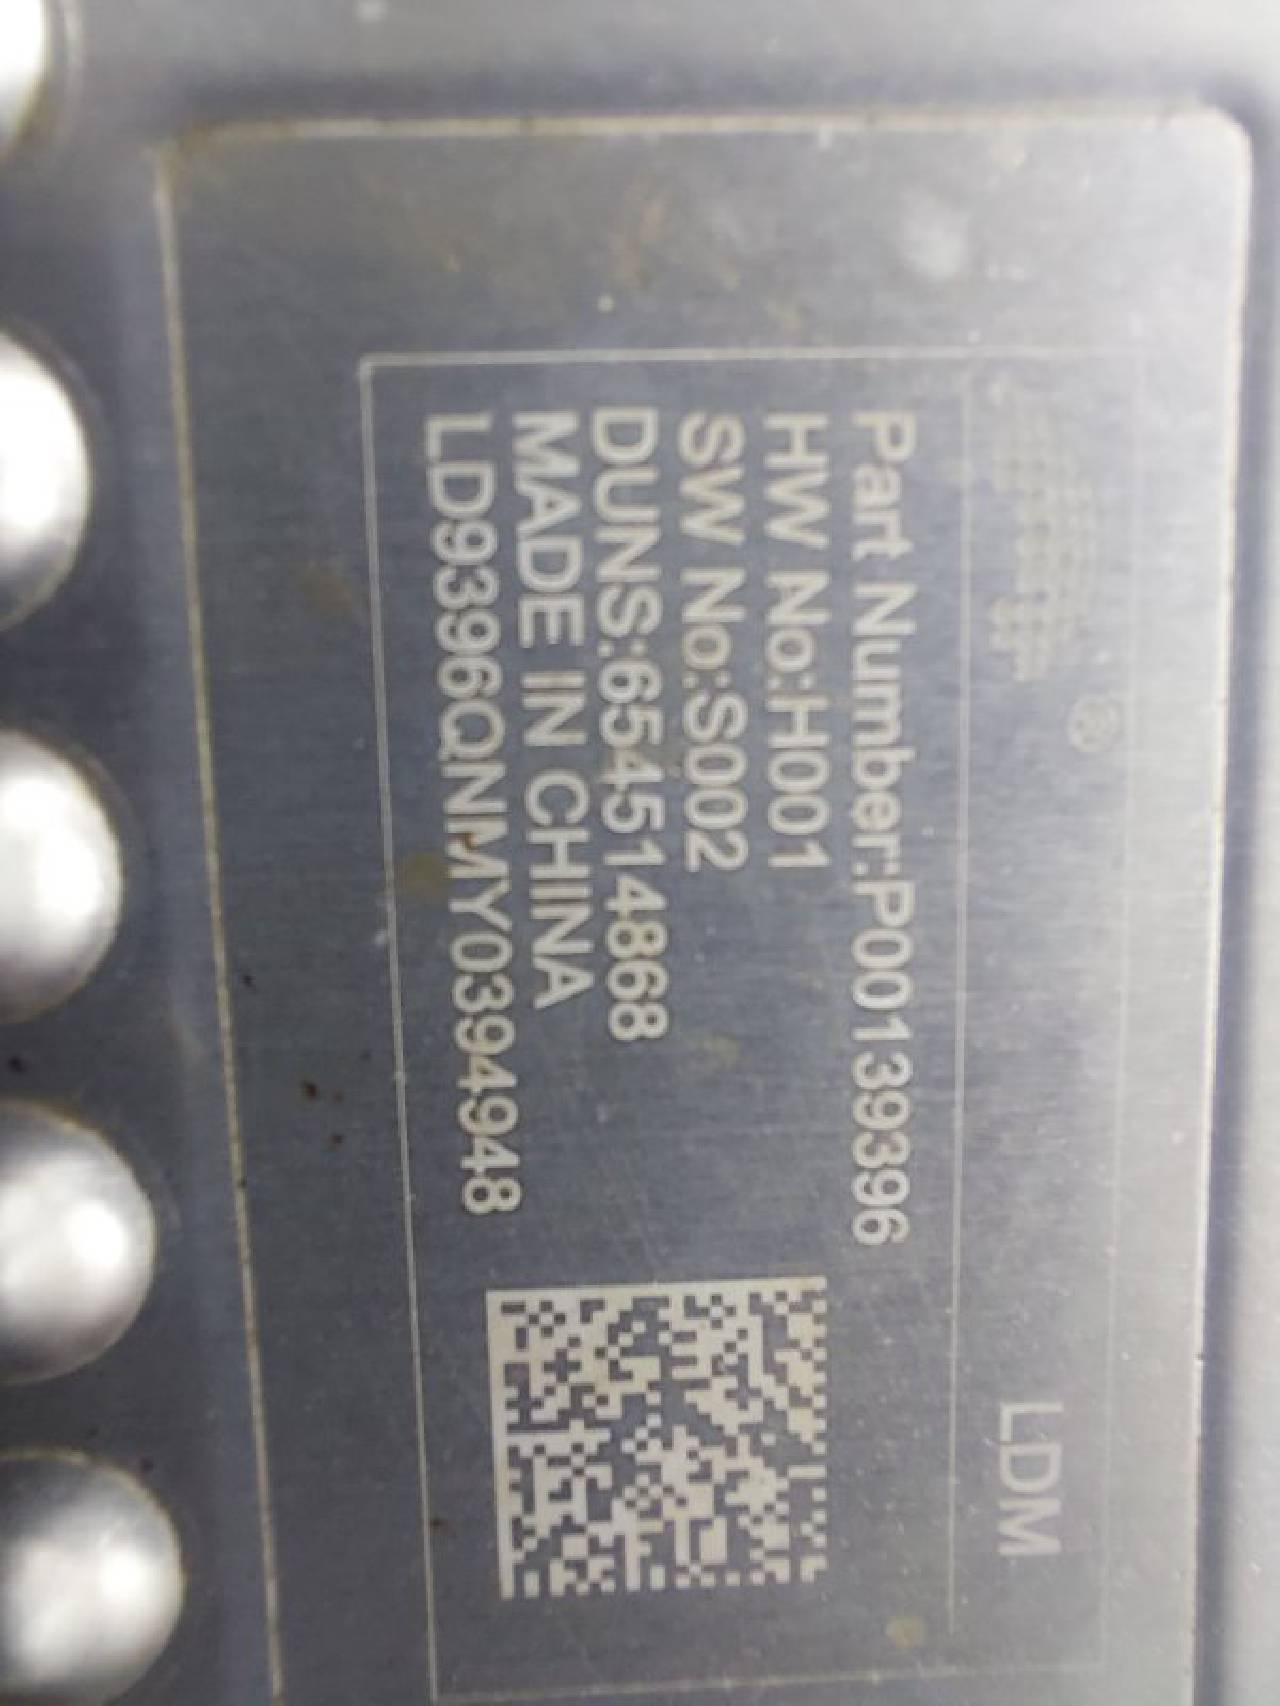 ®
LDM
Part Number:P00139396
HW No:H001
SW No:S002
DUNS:654514868
MADE IN CHINA
LD9396QNMY0394948